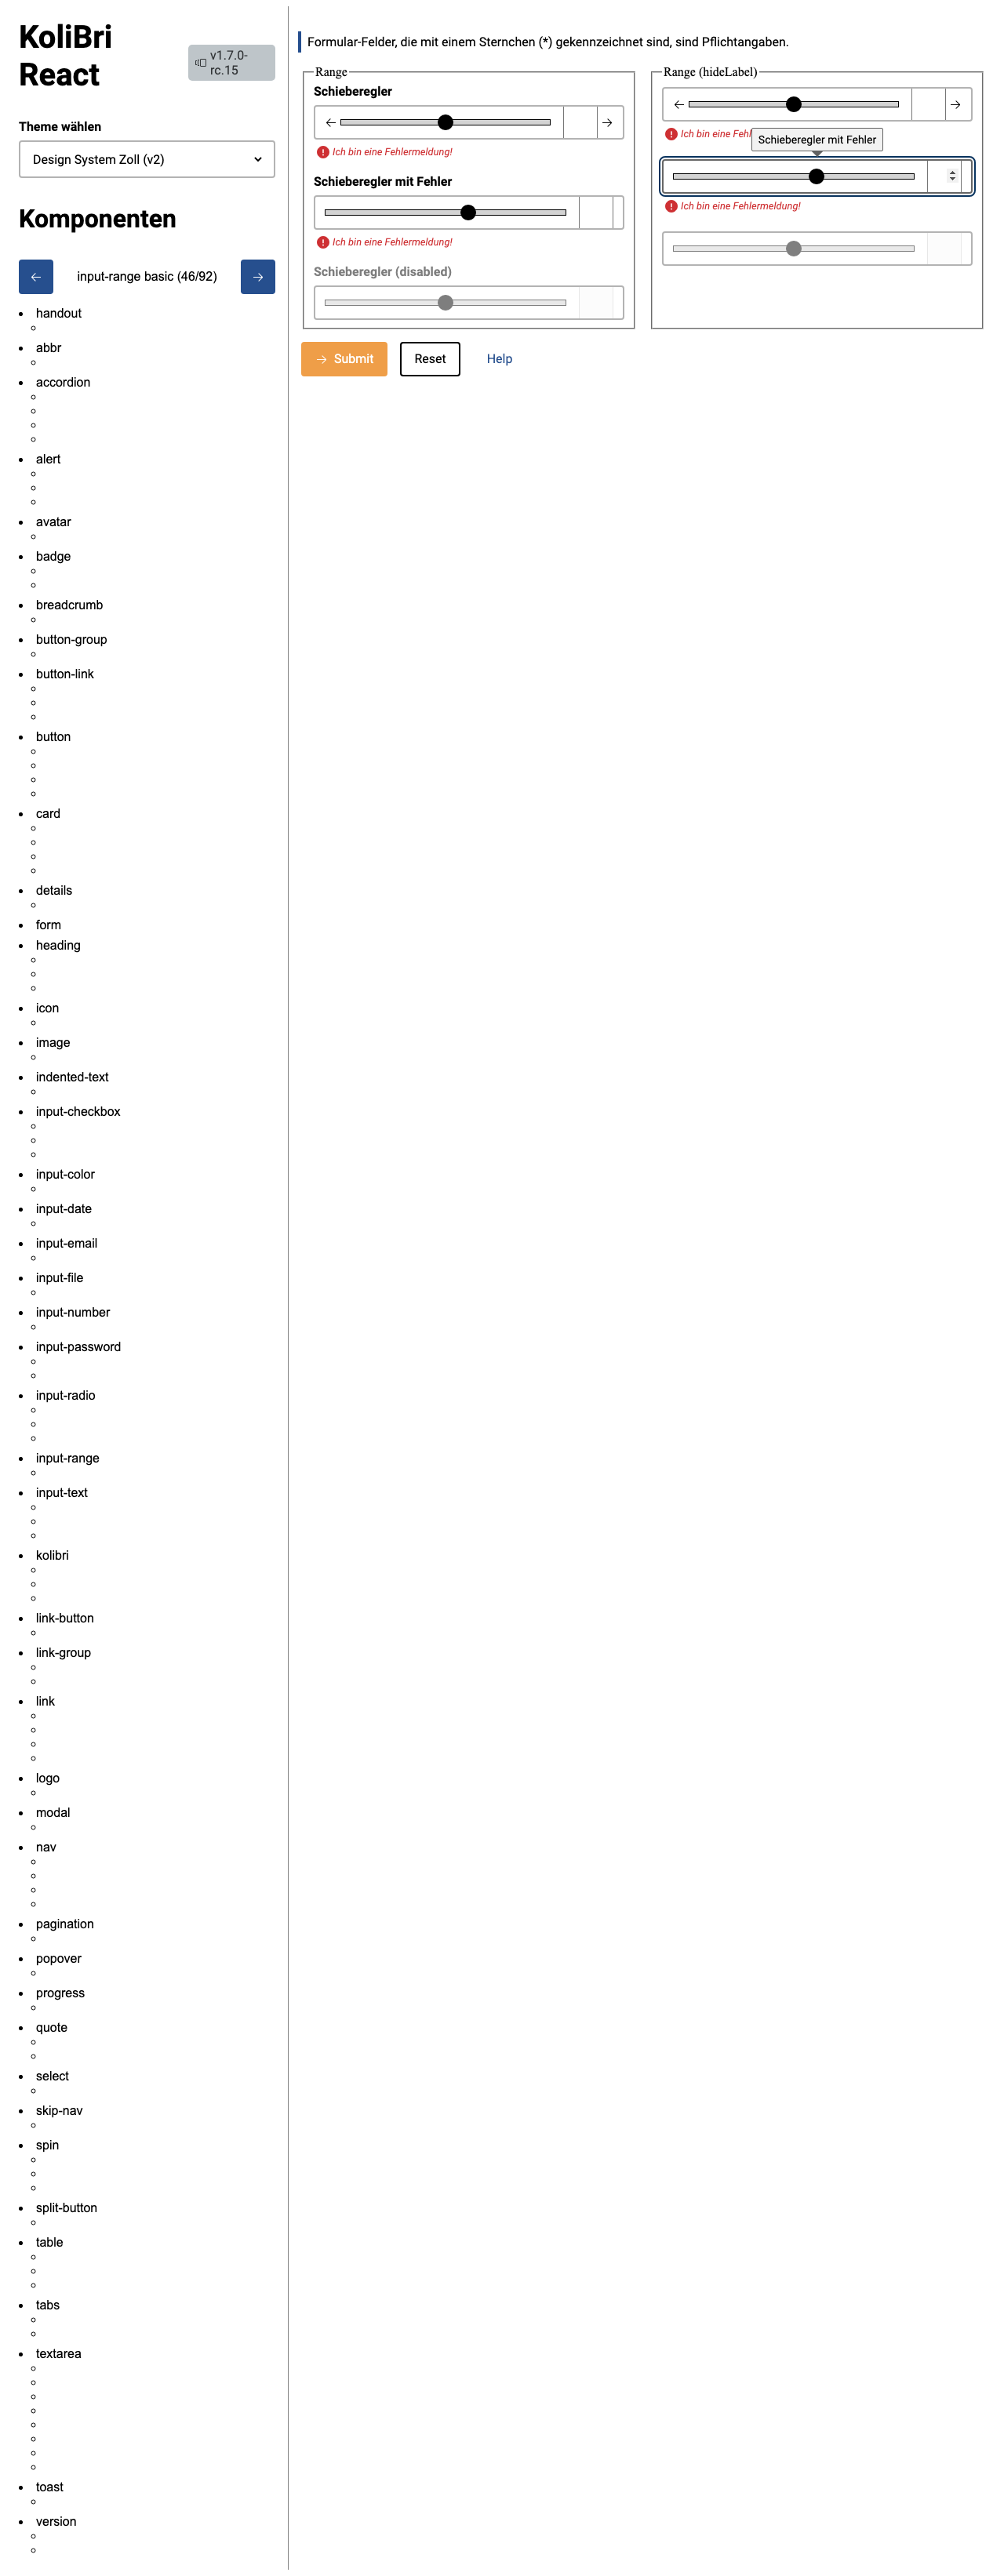 KoliBri
React
v1.7.0-
rc.15
Theme wählen
Design System Zoll (v2)
Komponenten
input-range basic (46/92)
handout
abbr
accordion
alert
avatar
badge
breadcrumb
button-group
button-link
button
card
details
form
heading
icon
image
indented-text
input-checkbox
input-color
input-date
input-email
input-file
input-number
input-password
input-radio
input-range
input-text
kolibri
link-button
link-group
link
logo
modal
nav
pagination
popover
progress
quote
select
skip-nav
spin
split-button
table
tabs
textarea
toast
version
Formular-Felder, die mit einem Sternchen (*) gekennzeichnet sind, sind Pflichtangaben.
Range
Schieberegler
Ich bin eine Fehlermeldung!
Schieberegler mit Fehler
Ich bin eine Fehlermeldung!
Schieberegler (disabled)
Range (hideLabel)
Ich bin eine Fehl
Schieberegler mit Fehler
Ich bin eine Fehlermeldung!
Submit
Reset
Help